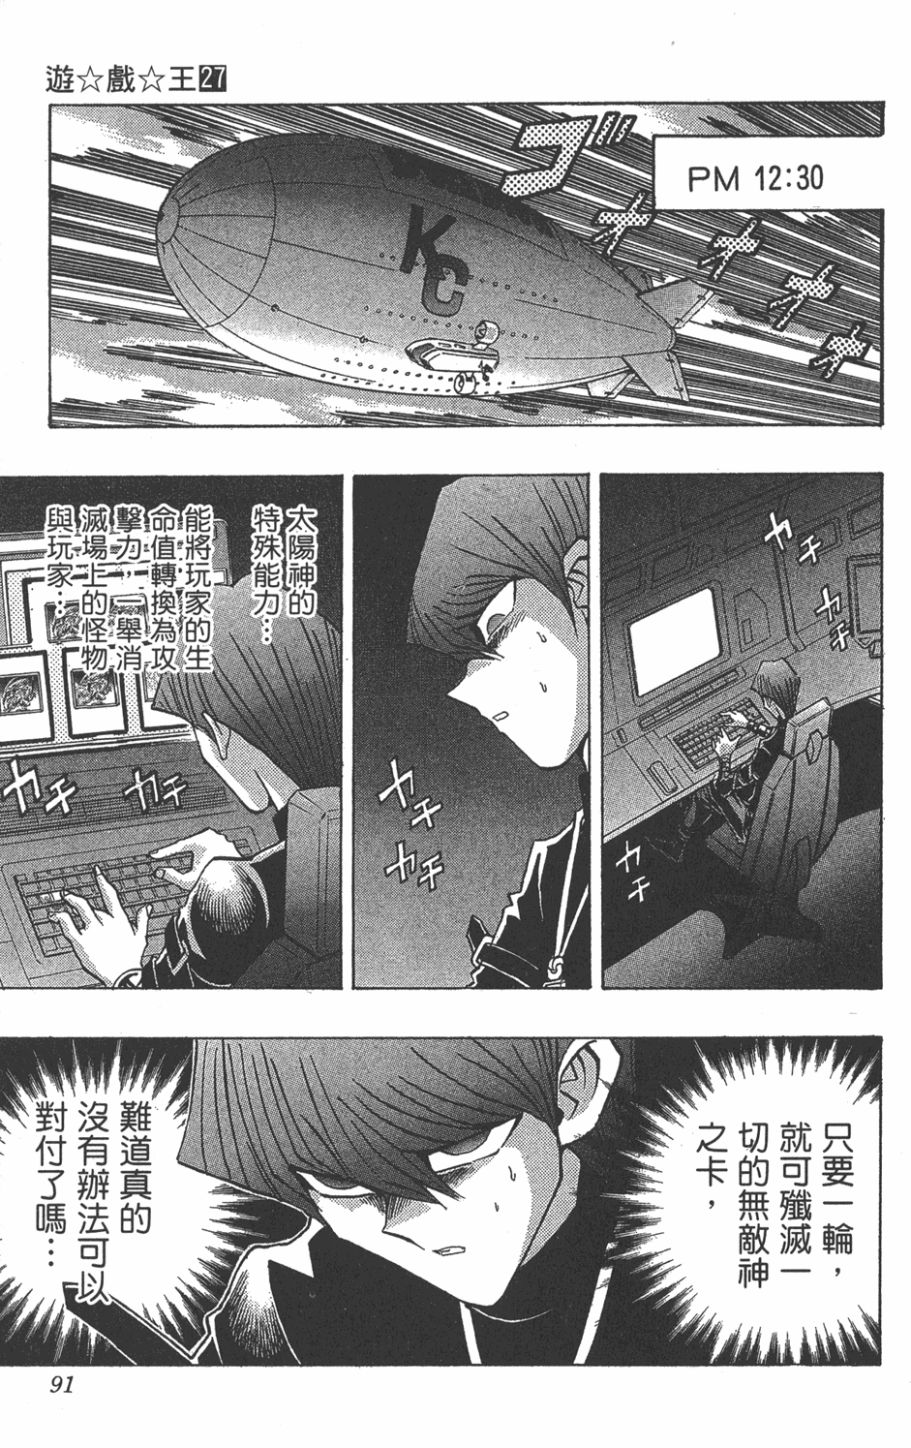 遊☆戲☆王27
PM 12:30
ゴ
オ
オ
オ
オ
オ
KC
カチ
カチ
カチ
太陽神的
特殊能力…
カチ
カチ
能將玩家的生
命值轉換為攻
擊力，一舉消
滅場上的怪物
與玩家…
カチ
カチ
只要一輪，
就可殲滅一
切的無敵神
之卡，
難道真的
沒有辦法可以
對付了嗎…
91